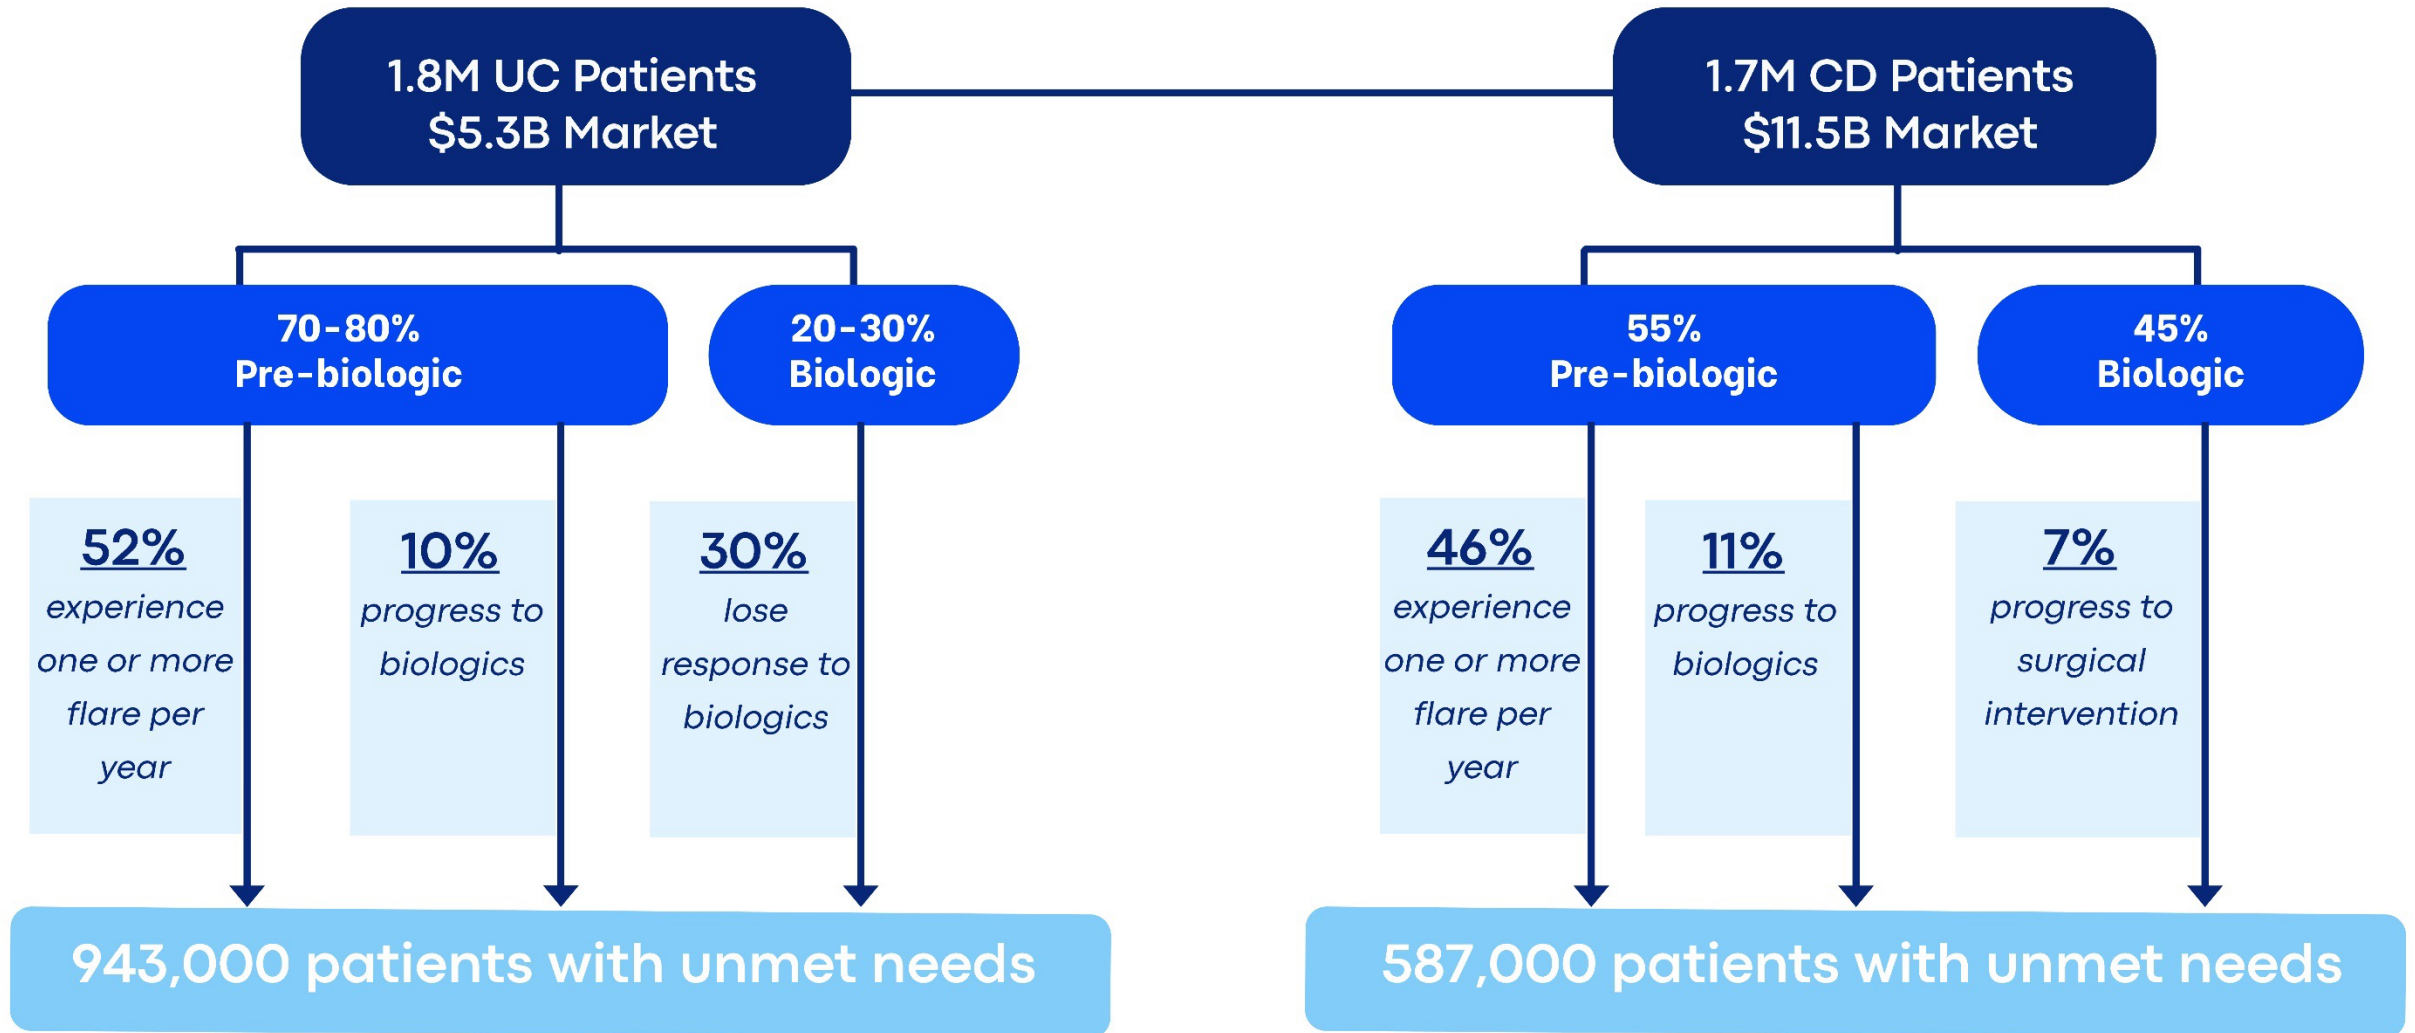 1.8M UC Patients
$5.3B Market
1.7M CD Patients
$11.5B Market
70-80%
Pre-biologic
20-30%
Biologic
55%
Pre-biologic
45%
Biologic
52%
experience
one or more
flare per
year
10%
progress to
biologics
30%
lose
response to
biologics
46%
experience
one or more
flare per
year
11%
progress to
biologics
7%
progress to
surgical
intervention
943,000 patients with unmet needs
587,000 patients with unmet needs